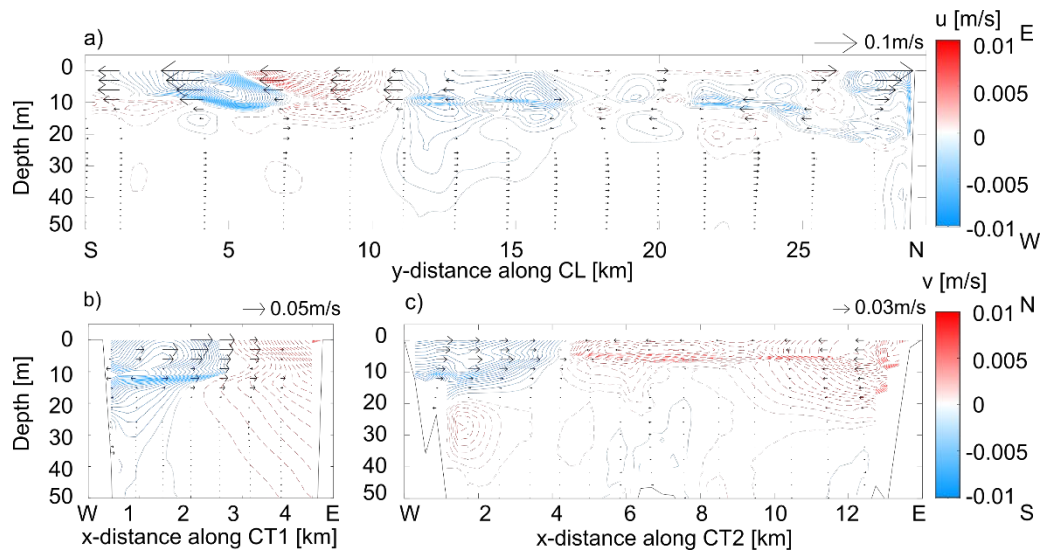 a)
0.1m/s
u [m/s]
0.01 E
0.005
0
-0.005
-0.01 W
Depth [m]
0
10
20
30
40
50
S 5 10 15 20 25 N
y-distance along CL [km]
b)
0.05m/s
Depth [m]
0
10
20
30
40
50
W 1 2 3 4 E
x-distance along CT1 [km]
c)
0.03m/s
0
10
20
30
40
50
W 2 4 6 8 10 12 E
x-distance along CT2 [km]
v [m/s]
0.01 N
0.005
0
-0.005
-0.01 S